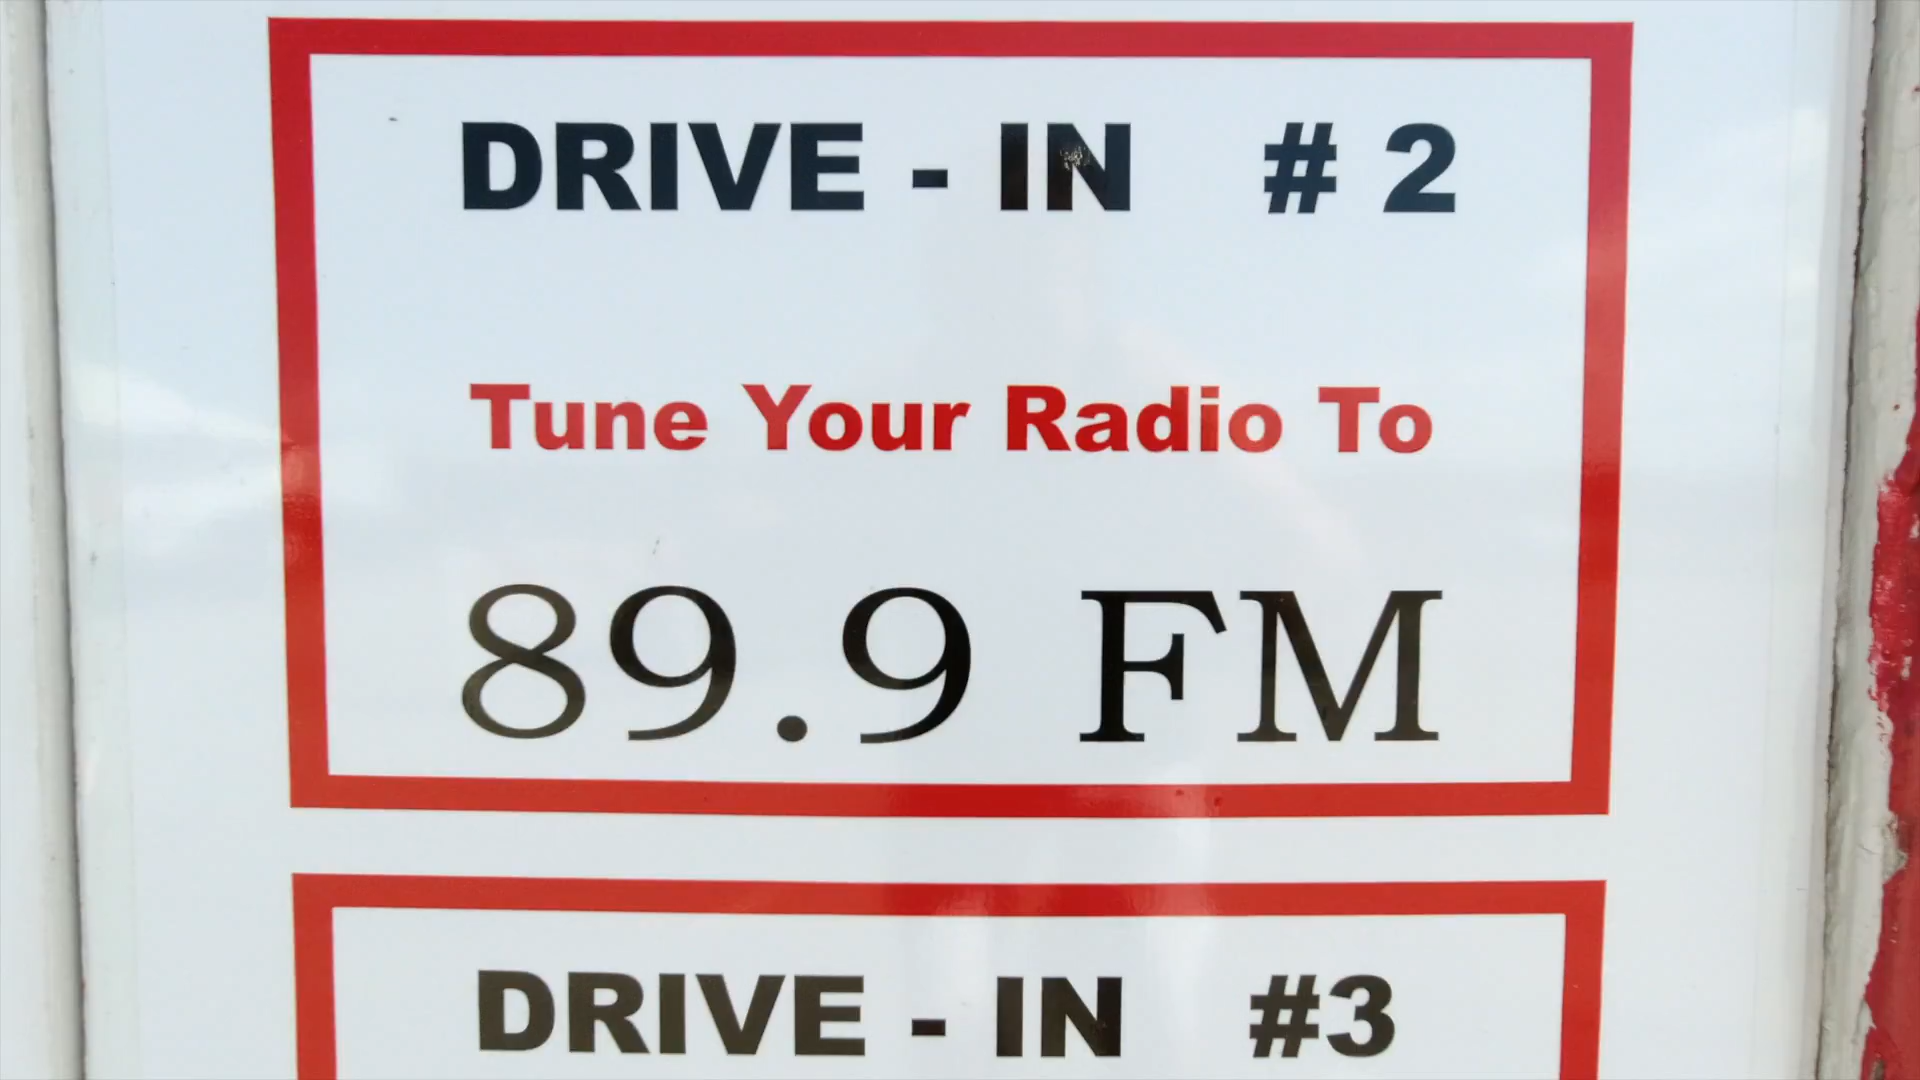 DRIVE - IN # 2
Tune Your Radio To
89.9 FM
DRIVE - IN #3